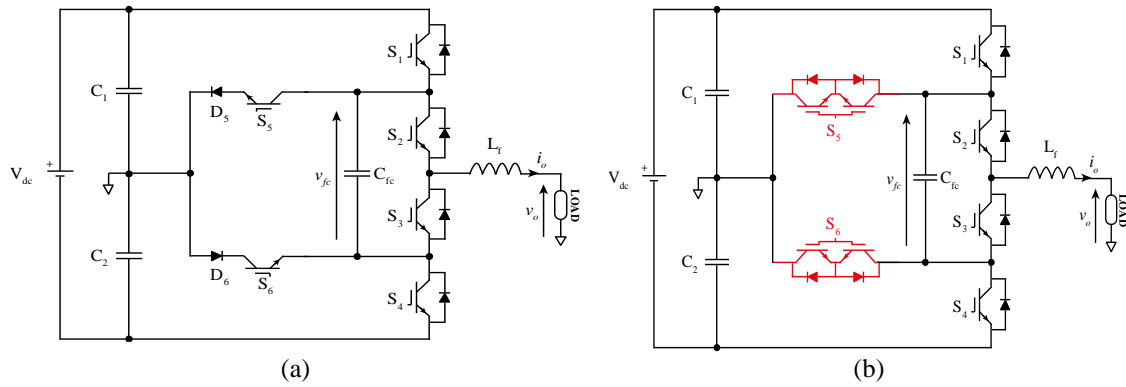 S1
C1
D5
S5
S2
Lf
io
+
Vdc
vfc
Cfc
vo
LOAD
S3
C2
D6
S6
S4
(a)
S1
C1
S5
S2
Lf
io
+
Vdc
vfc
Cfc
vo
LOAD
S6
S3
C2
S4
(b)